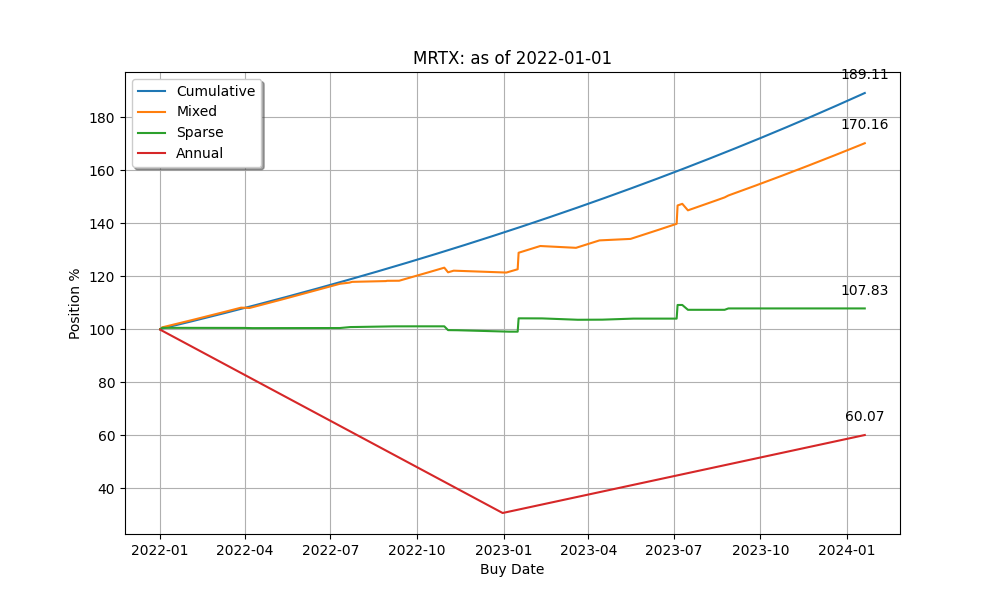 MRTX: as of 2022-01-01
Cumulative
Mixed
Sparse
Annual
189.11
170.16
107.83
60.07
180
160
140
120
100
80
60
40
Position %
2022-01 2022-04 2022-07 2022-10 2023-01 2023-04 2023-07 2023-10 2024-01
Buy Date